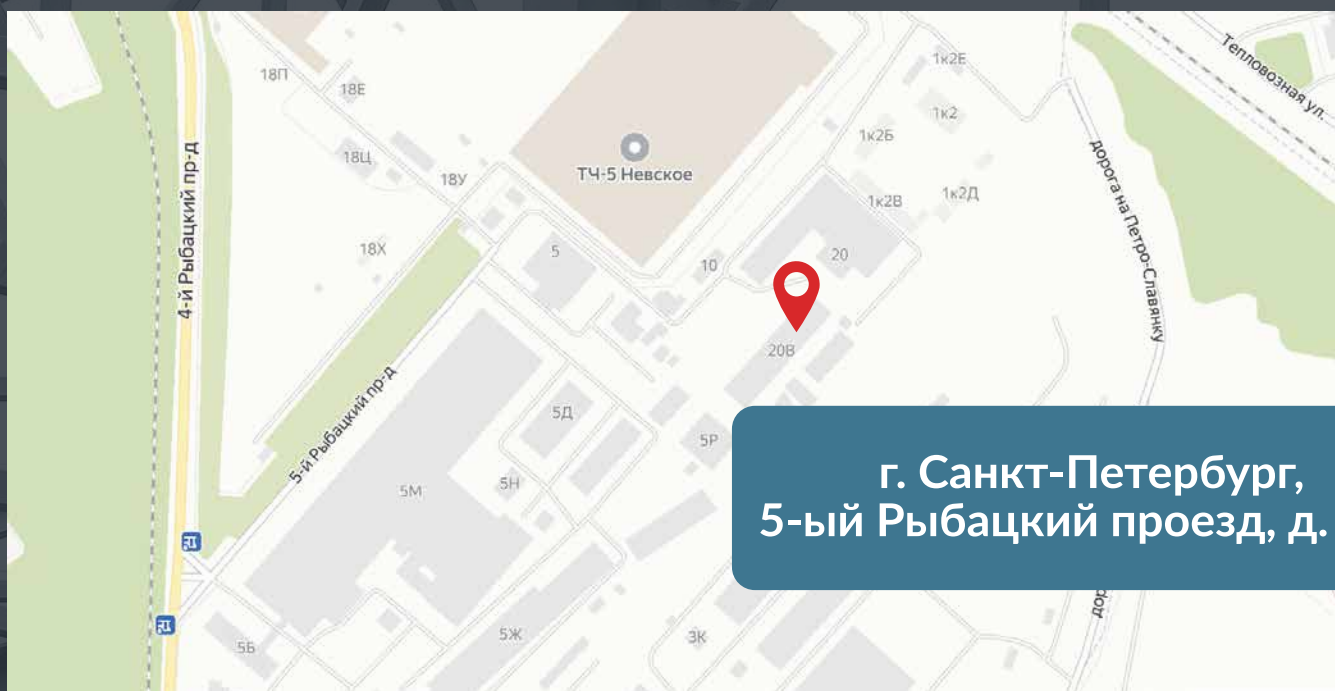 18П
18Е
1к2Е
Тепловозная ул.
1к2
1к2Б
18Ц
ТЧ-5 Невское
18У
4-й Рыбацкий пр-д
1к2В
1к2Д
дорога на Петро-Славянку
18Х
5
10
20
20В
5-й Рыбацкий пр-д
5Д
5Р
5М
5Н
г. Санкт-Петербург,
5-ый Рыбацкий проезд, д.
дор
5Б
5Ж
3К